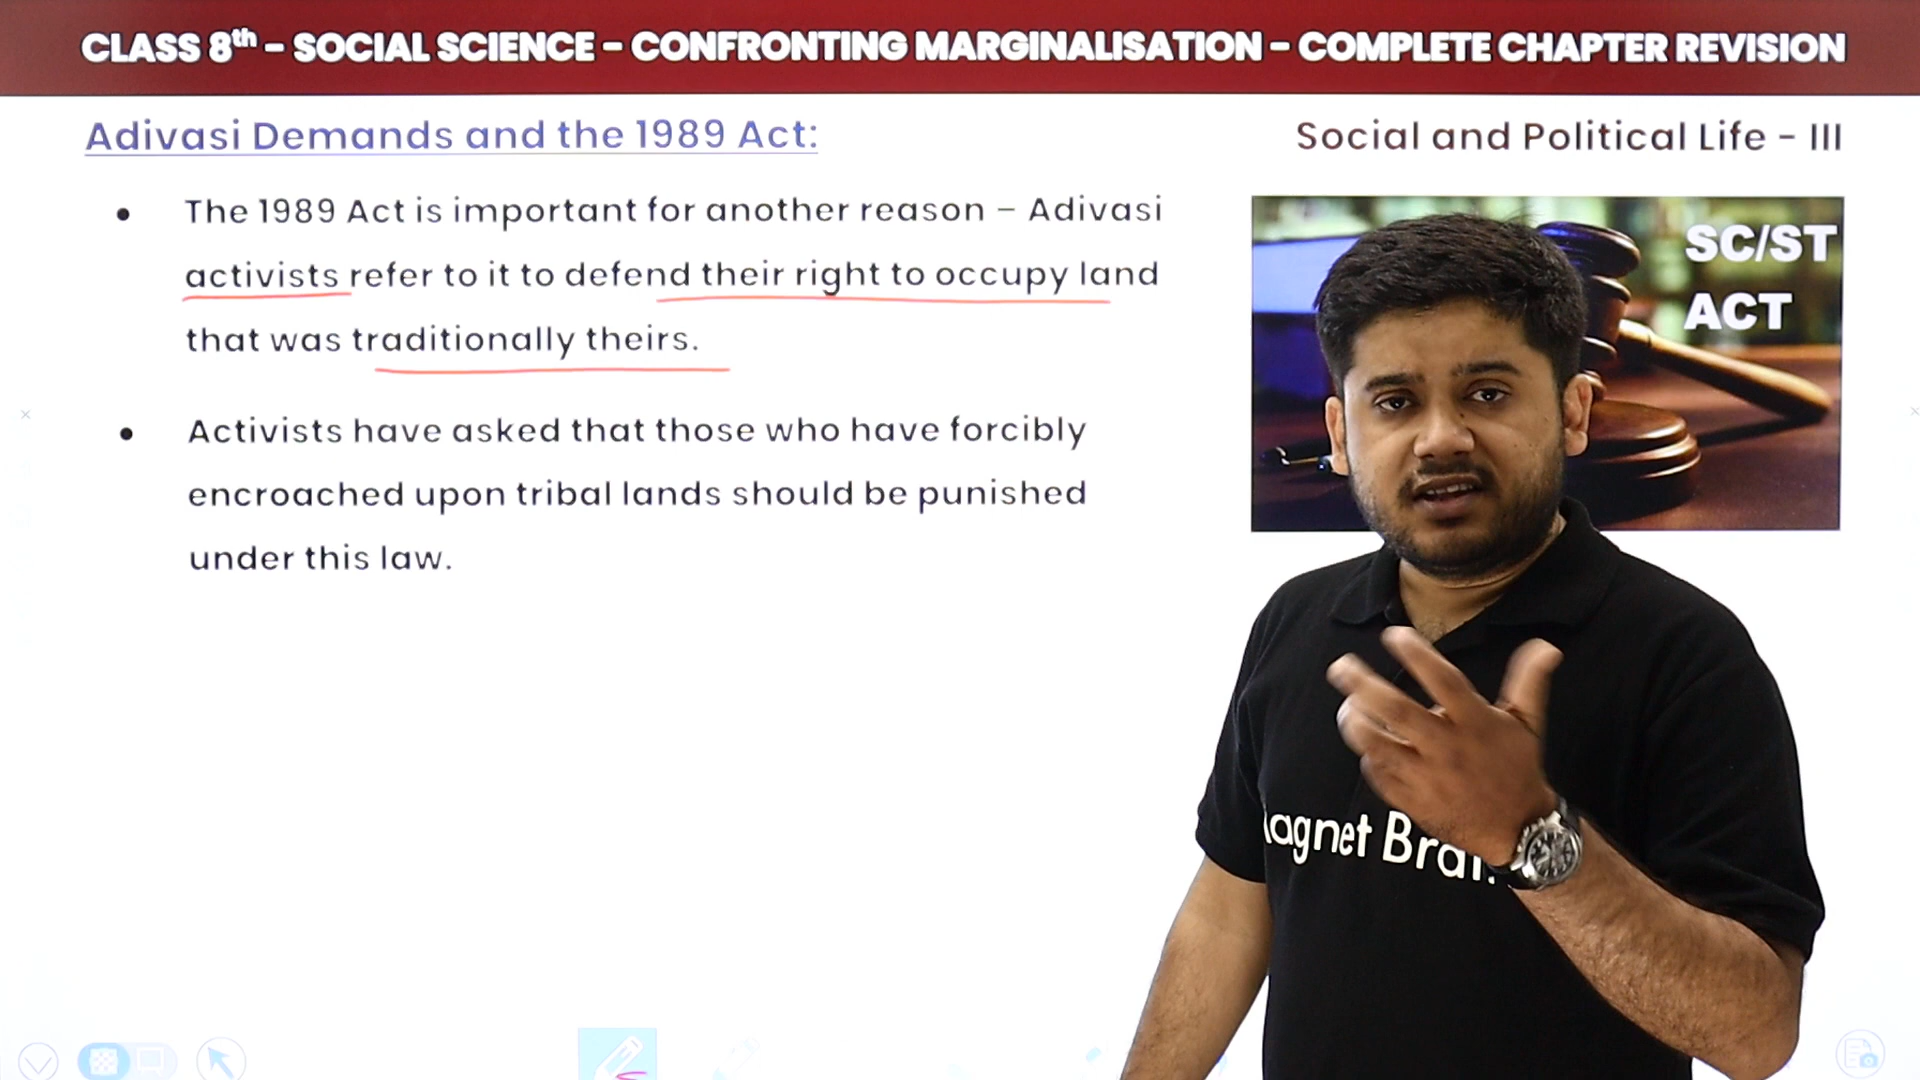 CLASS 8th – SOCIAL SCIENCE – CONFRONTING MARGINALISATION – COMPLETE CHAPTER REVISION
Adivasi Demands and the 1989 Act:
Social and Political Life – III
• The 1989 Act is important for another reason – Adivasi
activists refer to it to defend their right to occupy land
that was traditionally theirs.
• Activists have asked that those who have forcibly
encroached upon tribal lands should be punished
under this law.
SC/ST
ACT
agnet Brai